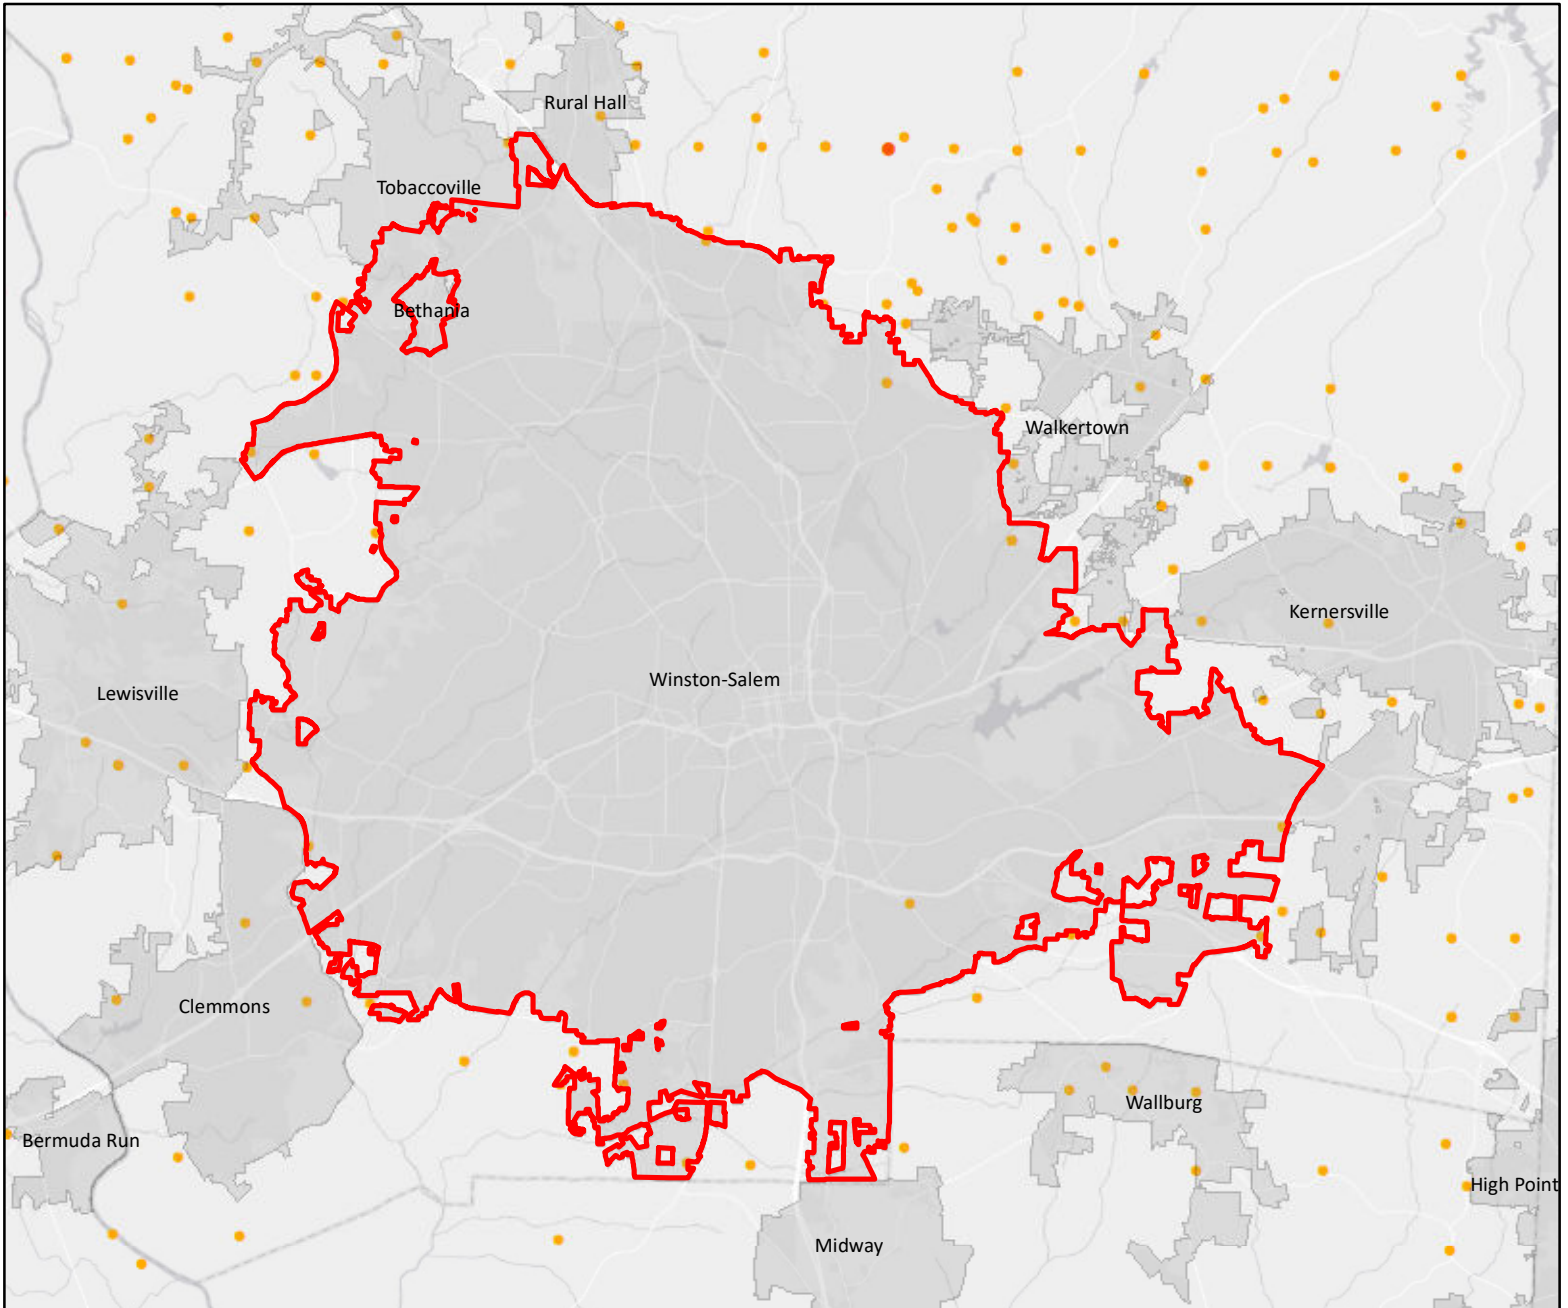 Rural Hall
Tobaccoville
Bethania
Walkertown
Kernersville
Winston-Salem
Lewisville
Clemmons
Wallburg
Bermuda Run
High Point
Midway